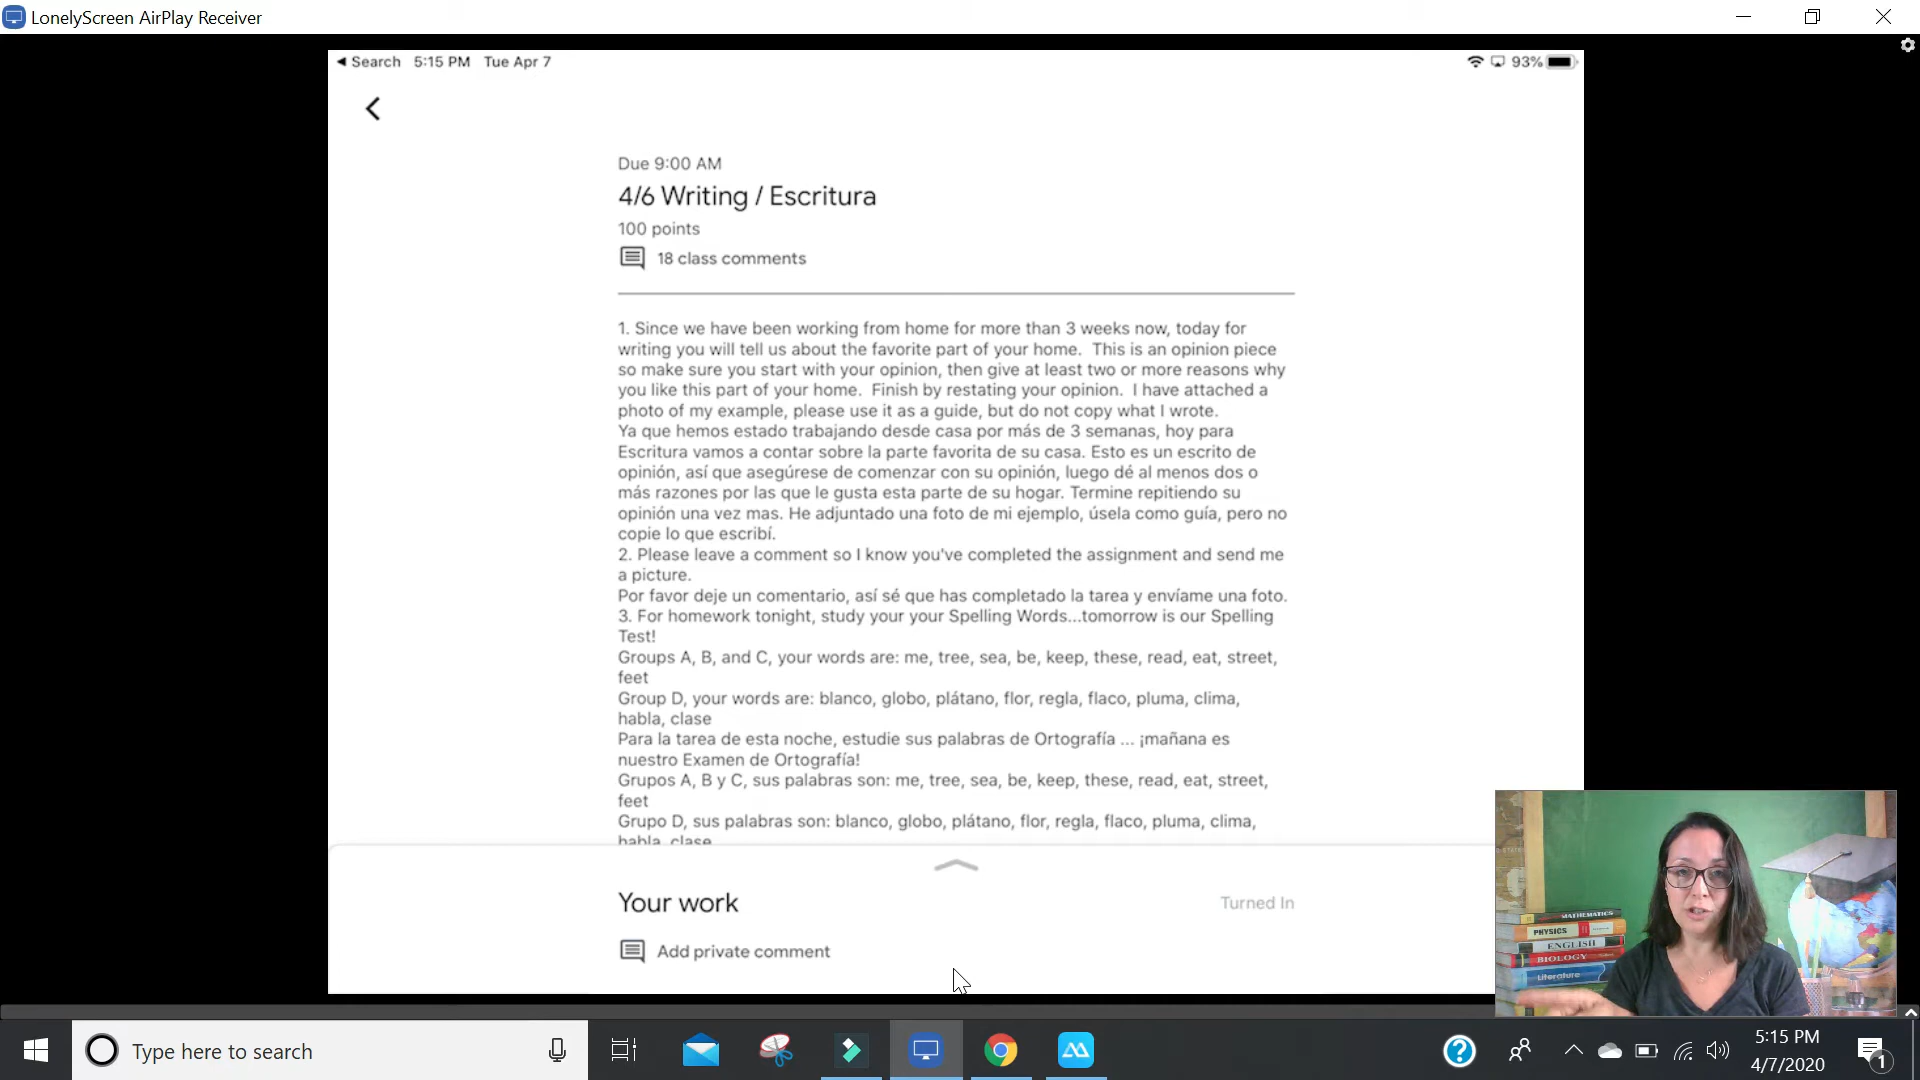 LonelyScreen AirPlay Receiver
Search 5:15 PM Tue Apr 7
93%
Due 9:00 AM
4/6 Writing / Escritura
100 points
18 class comments
1. Since we have been working from home for more than 3 weeks now, today for
writing you will tell us about the favorite part of your home.  This is an opinion piece
so make sure you start with your opinion, then give at least two or more reasons why
you like this part of your home.  Finish by restating your opinion.  I have attached a
photo of my example, please use it as a guide, but do not copy what I wrote.
Ya que hemos estado trabajando desde casa por más de 3 semanas, hoy para
Escritura vamos a contar sobre la parte favorita de su casa. Esto es un escrito de
opinión, así que asegúrese de comenzar con su opinión, luego dé al menos dos o
más razones por las que le gusta esta parte de su hogar. Termine repitiendo su
opinión una vez mas. He adjuntado una foto de mi ejemplo, úsela como guía, pero no
copie lo que escribí.
2. Please leave a comment so I know you've completed the assignment and send me
a picture.
Por favor deje un comentario, así sé que has completado la tarea y envíame una foto.
3. For homework tonight, study your your Spelling Words...tomorrow is our Spelling
Test!
Groups A, B, and C, your words are: me, tree, sea, be, keep, these, read, eat, street,
feet
Group D, your words are: blanco, globo, plátano, flor, regla, flaco, pluma, clima,
habla, clase
Para la tarea de esta noche, estudie sus palabras de Ortografía ... ¡mañana es
nuestro Examen de Ortografía!
Grupos A, B y C, sus palabras son: me, tree, sea, be, keep, these, read, eat, street,
feet
Grupo D, sus palabras son: blanco, globo, plátano, flor, regla, flaco, pluma, clima,
habla, clase
Your work
Turned In
Add private comment
MATHEMATICS
PHYSICS
ENGLISH
BIOLOGY
Literature
Type here to search
5:15 PM
4/7/2020
1